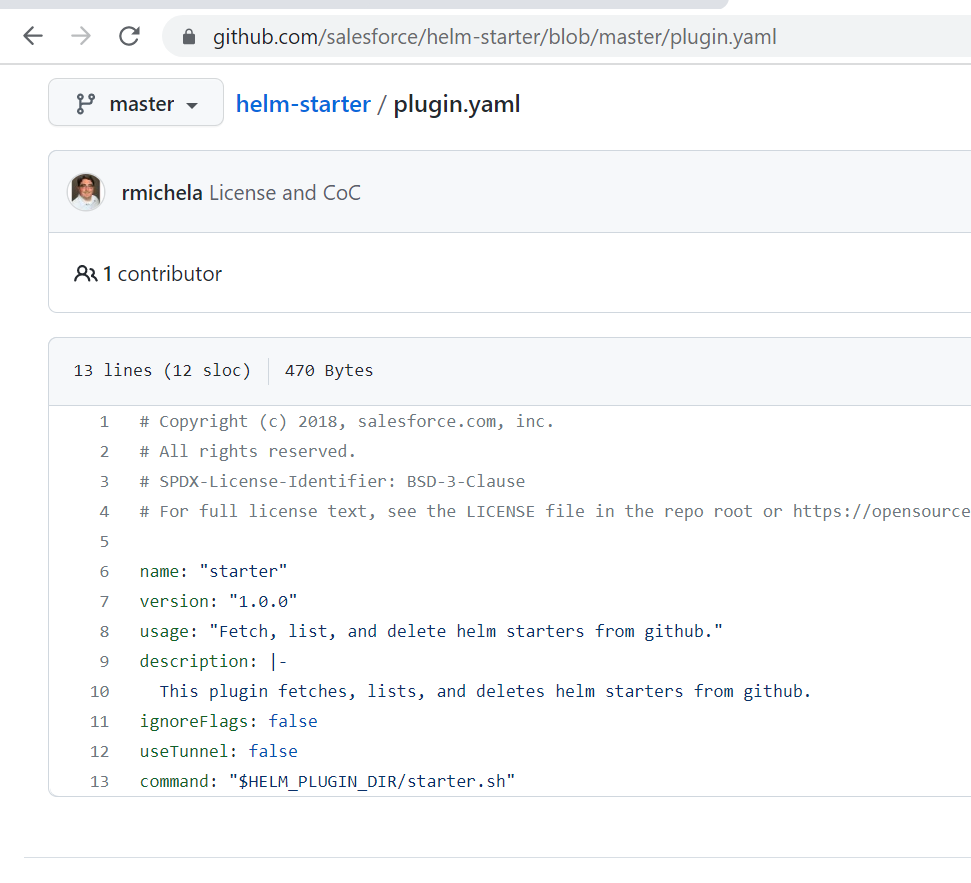 github.com/salesforce/helm-starter/blob/master/plugin.yaml
master helm-starter / plugin.yaml
rmichela License and CoC
1 contributor
13 lines (12 sloc) 470 Bytes
1 # Copyright (c) 2018, salesforce.com, inc.
2 # All rights reserved.
3 # SPDX-License-Identifier: BSD-3-Clause
4 # For full license text, see the LICENSE file in the repo root or https://opensource
5
6 name: "starter"
7 version: "1.0.0"
8 usage: "Fetch, list, and delete helm starters from github."
9 description: |-
10 This plugin fetches, lists, and deletes helm starters from github.
11 ignoreFlags: false
12 useTunnel: false
13 command: "$HELM_PLUGIN_DIR/starter.sh"